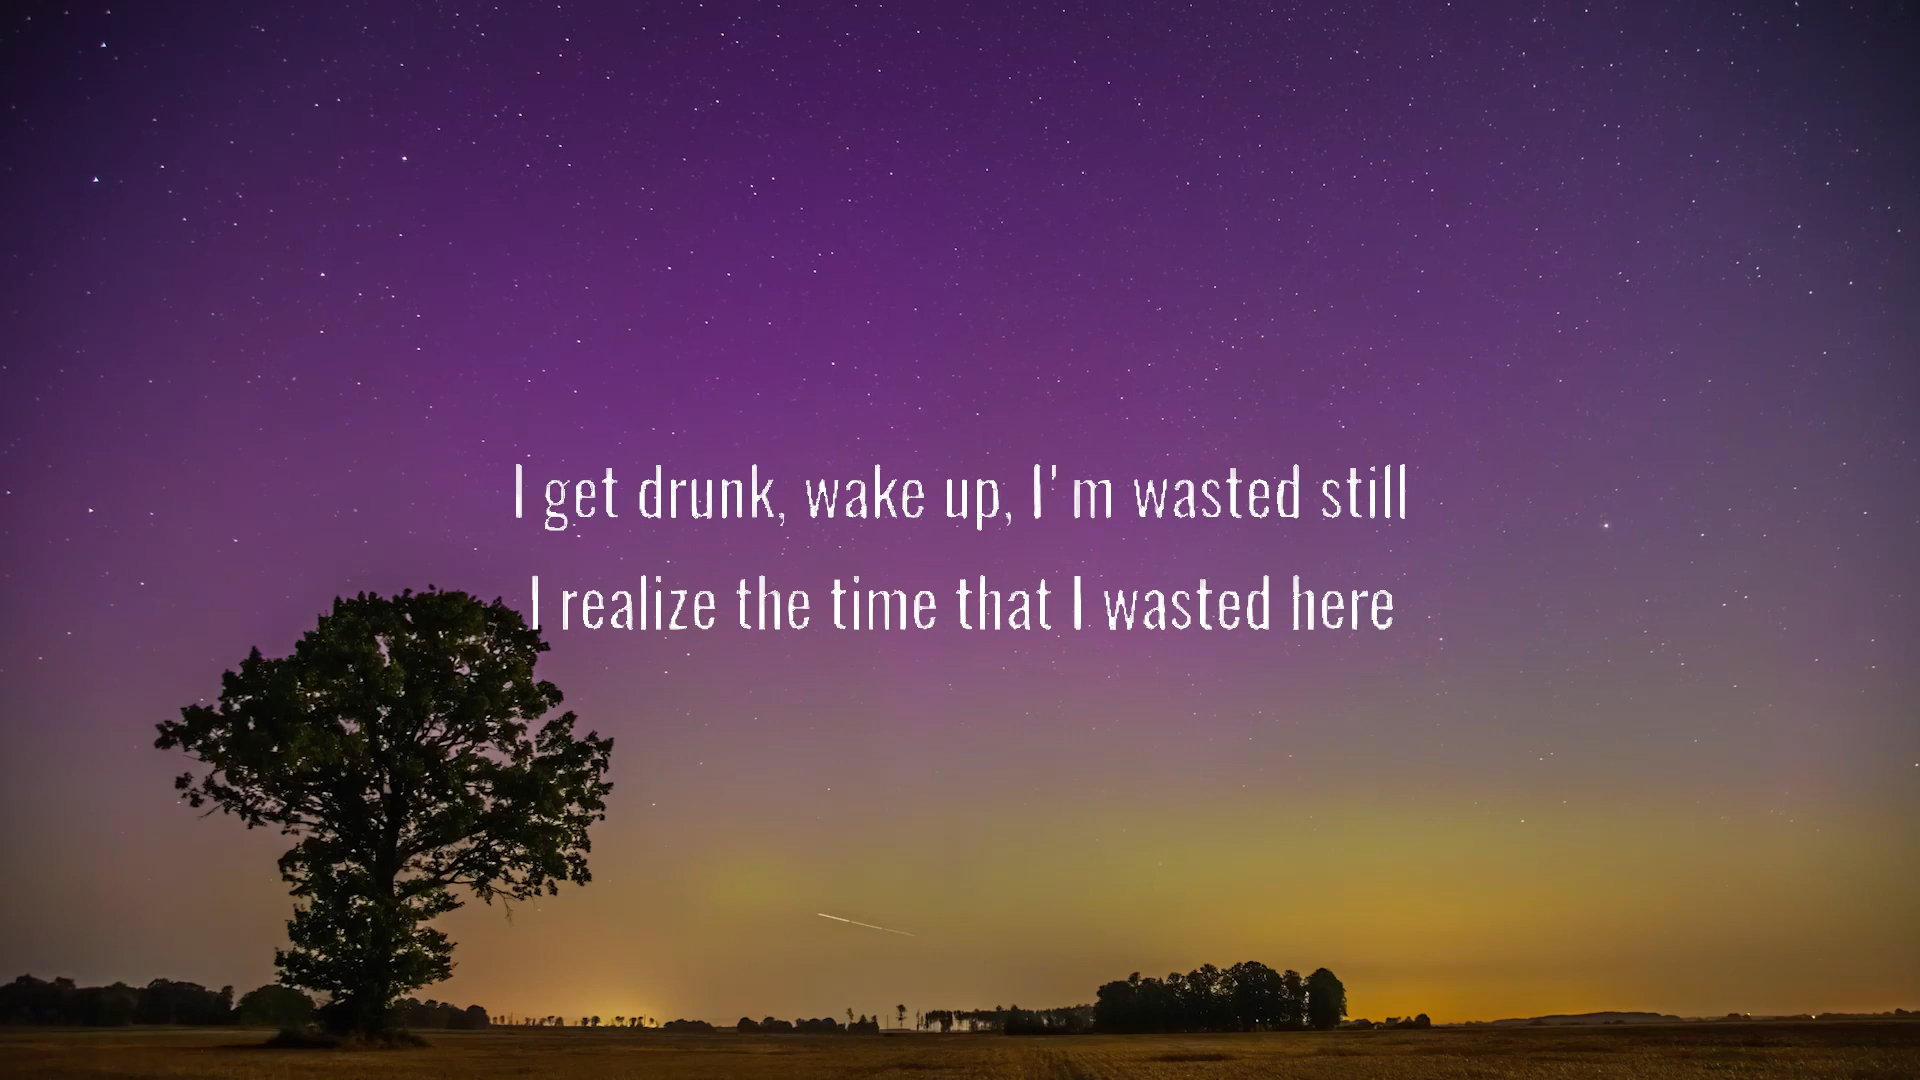 I get drunk, wake up, I'm wasted still
I realize the time that I wasted here